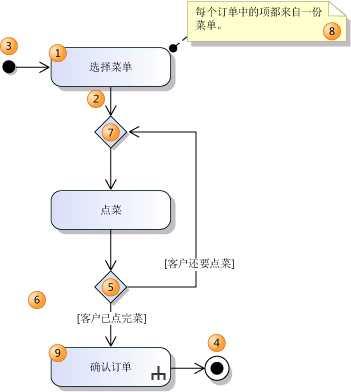 每个订单中的项都来自一份
菜单。
8
3
1
选择菜单
2
7
点菜
[客户还要点菜]
5
6
[客户已点完菜]
4
9
确认订单